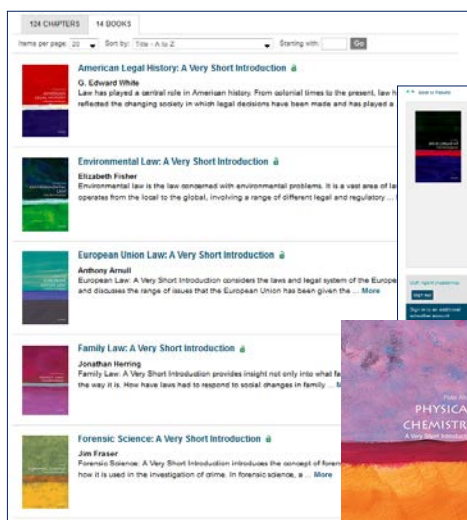 124 CHAPTERS 14 BOOKS
Items per page: 20 Sort by: Title - A to Z Starting with: Go
American Legal History: A Very Short Introduction
G. Edward White
Law has played a central role in American history. From colonial times to the present, law h
reflected the changing society in which legal decisions have been made and has played a
Environmental Law: A Very Short Introduction
Elizabeth Fisher
Environmental law is the law concerned with environmental problems. It is a vast area of la
operates from the local to the global, involving a range of different legal and regulatory ...
European Union Law: A Very Short Introduction
Anthony Arnull
European Law: A Very Short Introduction considers the laws and legal system of the Europe
and discusses the range of issues that the European Union has been given the ... More
Family Law: A Very Short Introduction
Jonathan Herring
Family Law: A Very Short Introduction provides insight not only into what fa
the way it is. How have laws had to respond to social changes in family ...
Forensic Science: A Very Short Introduction
Jim Fraser
Forensic Science: A Very Short Introduction introduces the concept of foren
how it is used in the investigation of crime. In forensic science, a ... More
Sign in to an additional
subscriber account
PHYSICA
CHEMISTR
A Very Short Introduction